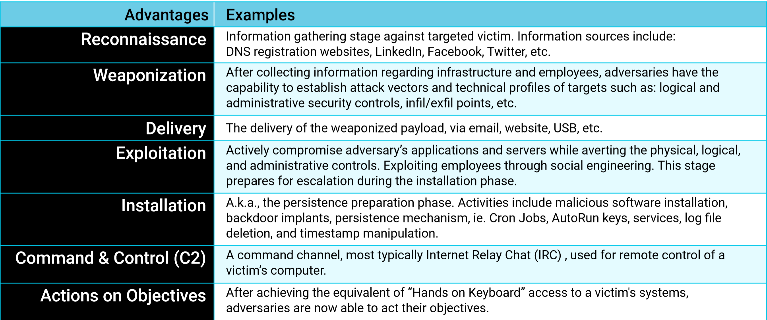 Advantages Examples
Reconnaissance
Information gathering stage against targeted victim. Information sources include:
DNS registration websites, LinkedIn, Facebook, Twitter, etc.
Weaponization
After collecting information regarding infrastructure and employees, adversaries have the
capability to establish attack vectors and technical profiles of targets such as: logical and
administrative security controls, infil/exfil points, etc.
Delivery
The delivery of the weaponized payload, via email, website, USB, etc.
Exploitation
Actively compromise adversary's applications and servers while averting the physical, logical,
and administrative controls. Exploiting employees through social engineering. This stage
prepares for escalation during the installation phase.
Installation
A.k.a., the persistence preparation phase. Activities include malicious software installation,
backdoor implants, persistence mechanism, ie. Cron Jobs, AutoRun keys, services, log file
deletion, and timestamp manipulation.
Command & Control (C2)
A command channel, most typically Internet Relay Chat (IRC) , used for remote control of a
victim's computer.
Actions on Objectives
After achieving the equivalent of “Hands on Keyboard” access to a victim's systems,
adversaries are now able to act their objectives.